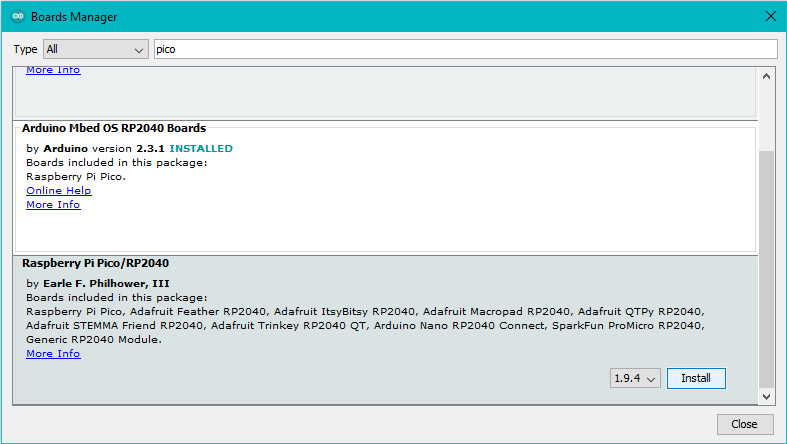 Boards Manager
Type All pico
More Info
Arduino Mbed OS RP2040 Boards
by Arduino version 2.3.1 INSTALLED
Boards included in this package:
Raspberry Pi Pico.
Online Help
More Info
Raspberry Pi Pico/RP2040
by Earle F. Philhower, III
Boards included in this package:
Raspberry Pi Pico, Adafruit Feather RP2040, Adafruit ItsyBitsy RP2040, Adafruit Macropad RP2040, Adafruit QTPy RP2040,
Adafruit STEMMA Friend RP2040, Adafruit Trinkey RP2040 QT, Arduino Nano RP2040 Connect, SparkFun ProMicro RP2040,
Generic RP2040 Module.
More Info
1.9.4 Install
Close